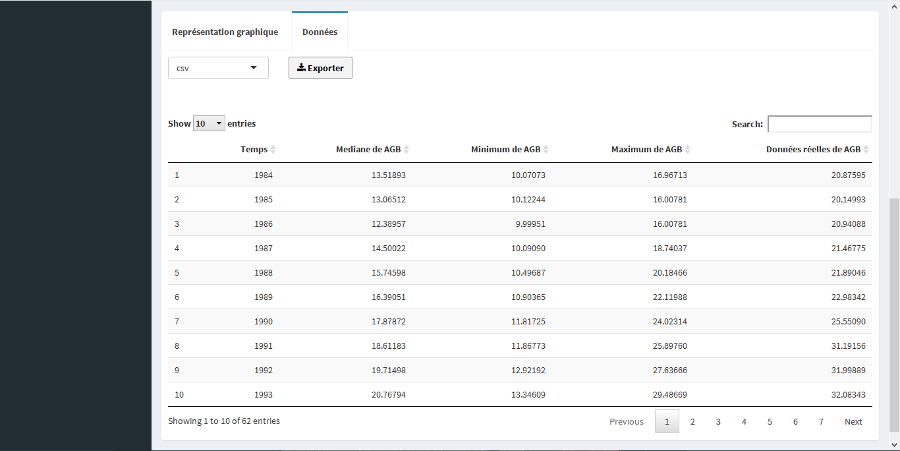 Représentation graphique Données
csv Exporter
Show 10 entries Search:
Temps Mediane de AGB Minimum de AGB Maximum de AGB Données réelles de AGB
1 1984 13.51893 10.07073 16.96713 20.87595
2 1985 13.06512 10.12244 16.00781 20.14993
3 1986 12.38957 9.99951 16.00781 20.94088
4 1987 14.50022 10.09090 18.74037 21.46775
5 1988 15.74598 10.49687 20.18466 21.89046
6 1989 16.39051 10.90365 22.11988 22.98342
7 1990 17.87872 11.81725 24.02314 25.55090
8 1991 18.61183 11.86773 25.89760 31.19156
9 1992 19.71498 12.92192 27.63666 31.99889
10 1993 20.76794 13.34609 29.48669 32.08343
Showing 1 to 10 of 62 entries Previous 1 2 3 4 5 6 7 Next